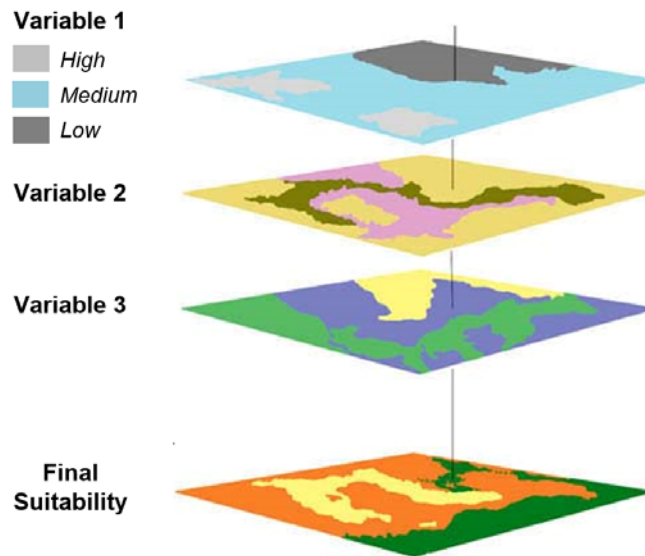 Variable 1
High
Medium
Low
Variable 2
Variable 3
Final
Suitability